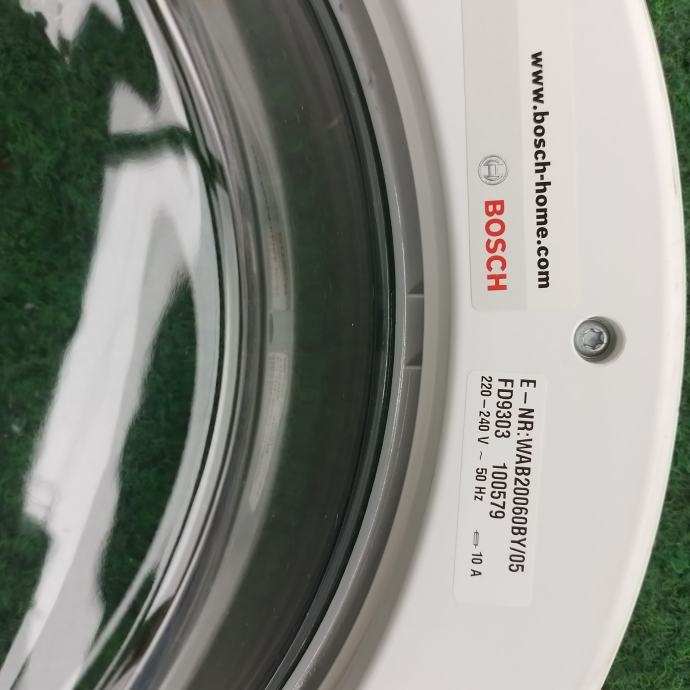 www.bosch-home.com
BOSCH
E-NR:WAB20060BY/05
FD9303 100579
220-240 V ~ 50 Hz 10 A